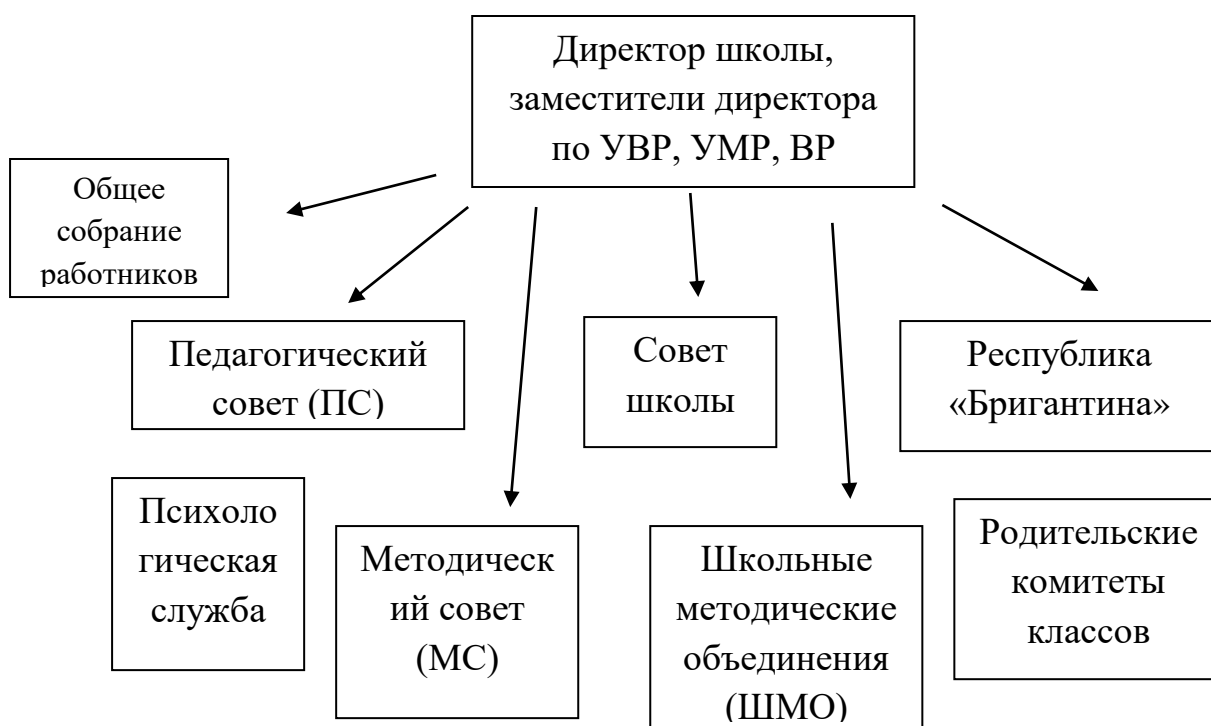 Директор школы,
заместители директора
по УВР, УМР, ВР
Общее
собрание
работников
Педагогический
совет (ПС)
Совет
школы
Республика
«Бригантина»
Психоло
гическая
служба
Методическ
ий совет
(МС)
Школьные
методические
объединения
(ШМО)
Родительские
комитеты
классов